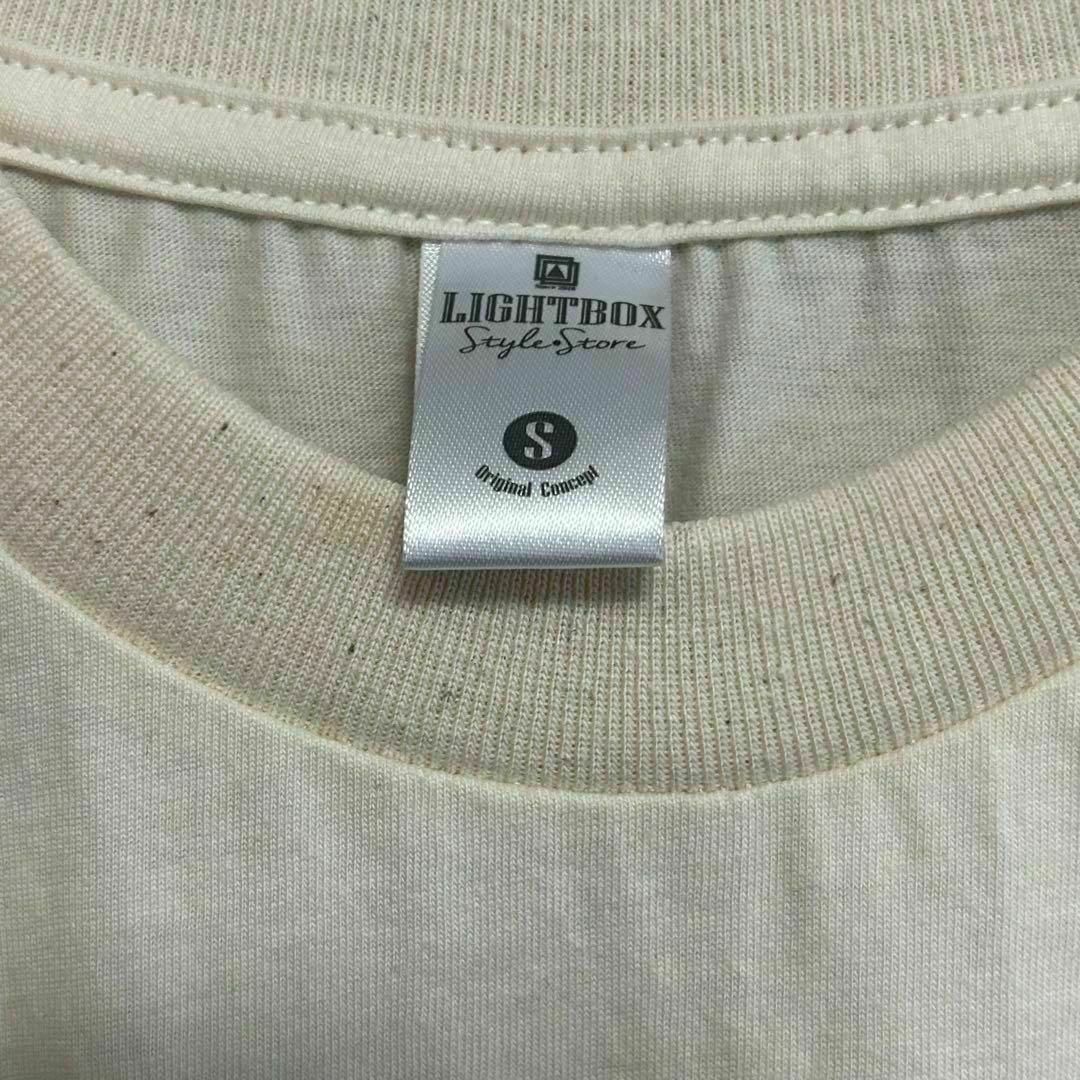 LIGHTBOX
Style•Store
S
Original Concept